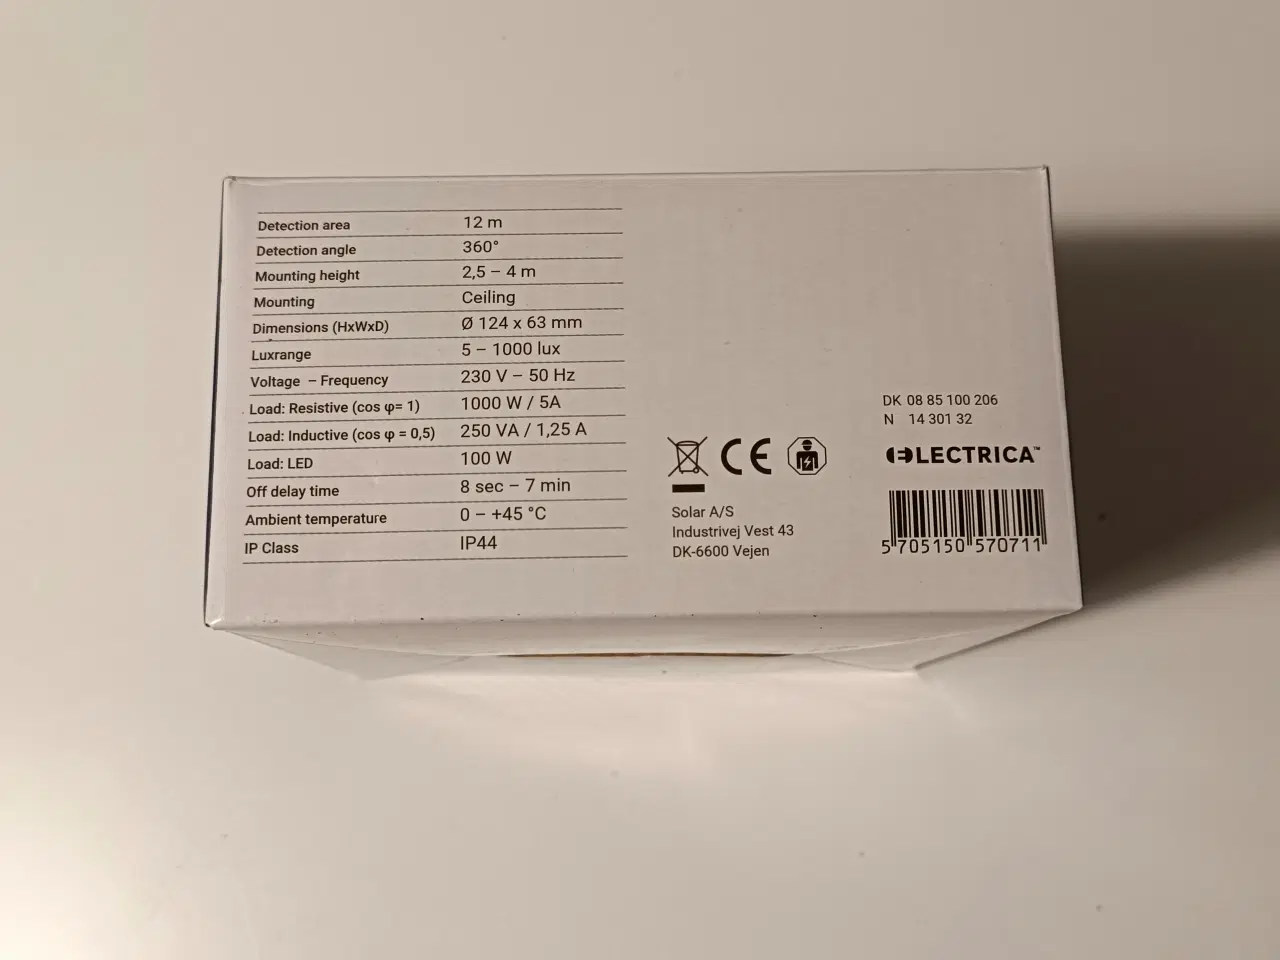 Detection area 12 m
Detection angle 360°
Mounting height 2,5 – 4 m
Mounting Ceiling
Dimensions (HxWxD) Ø 124 x 63 mm
Luxrange 5 – 1000 lux
Voltage – Frequency 230 V – 50 Hz
Load: Resistive (cos φ= 1) 1000 W / 5A
Load: Inductive (cos φ = 0,5) 250 VA / 1,25 A
Load: LED 100 W
Off delay time 8 sec – 7 min
Ambient temperature 0 – +45 °C
IP Class IP44
CE
Solar A/S
Industrivej Vest 43
DK-6600 Vejen
DK 08 85 100 206
N 14 301 32
ELECTRICA™
5 705150 570711